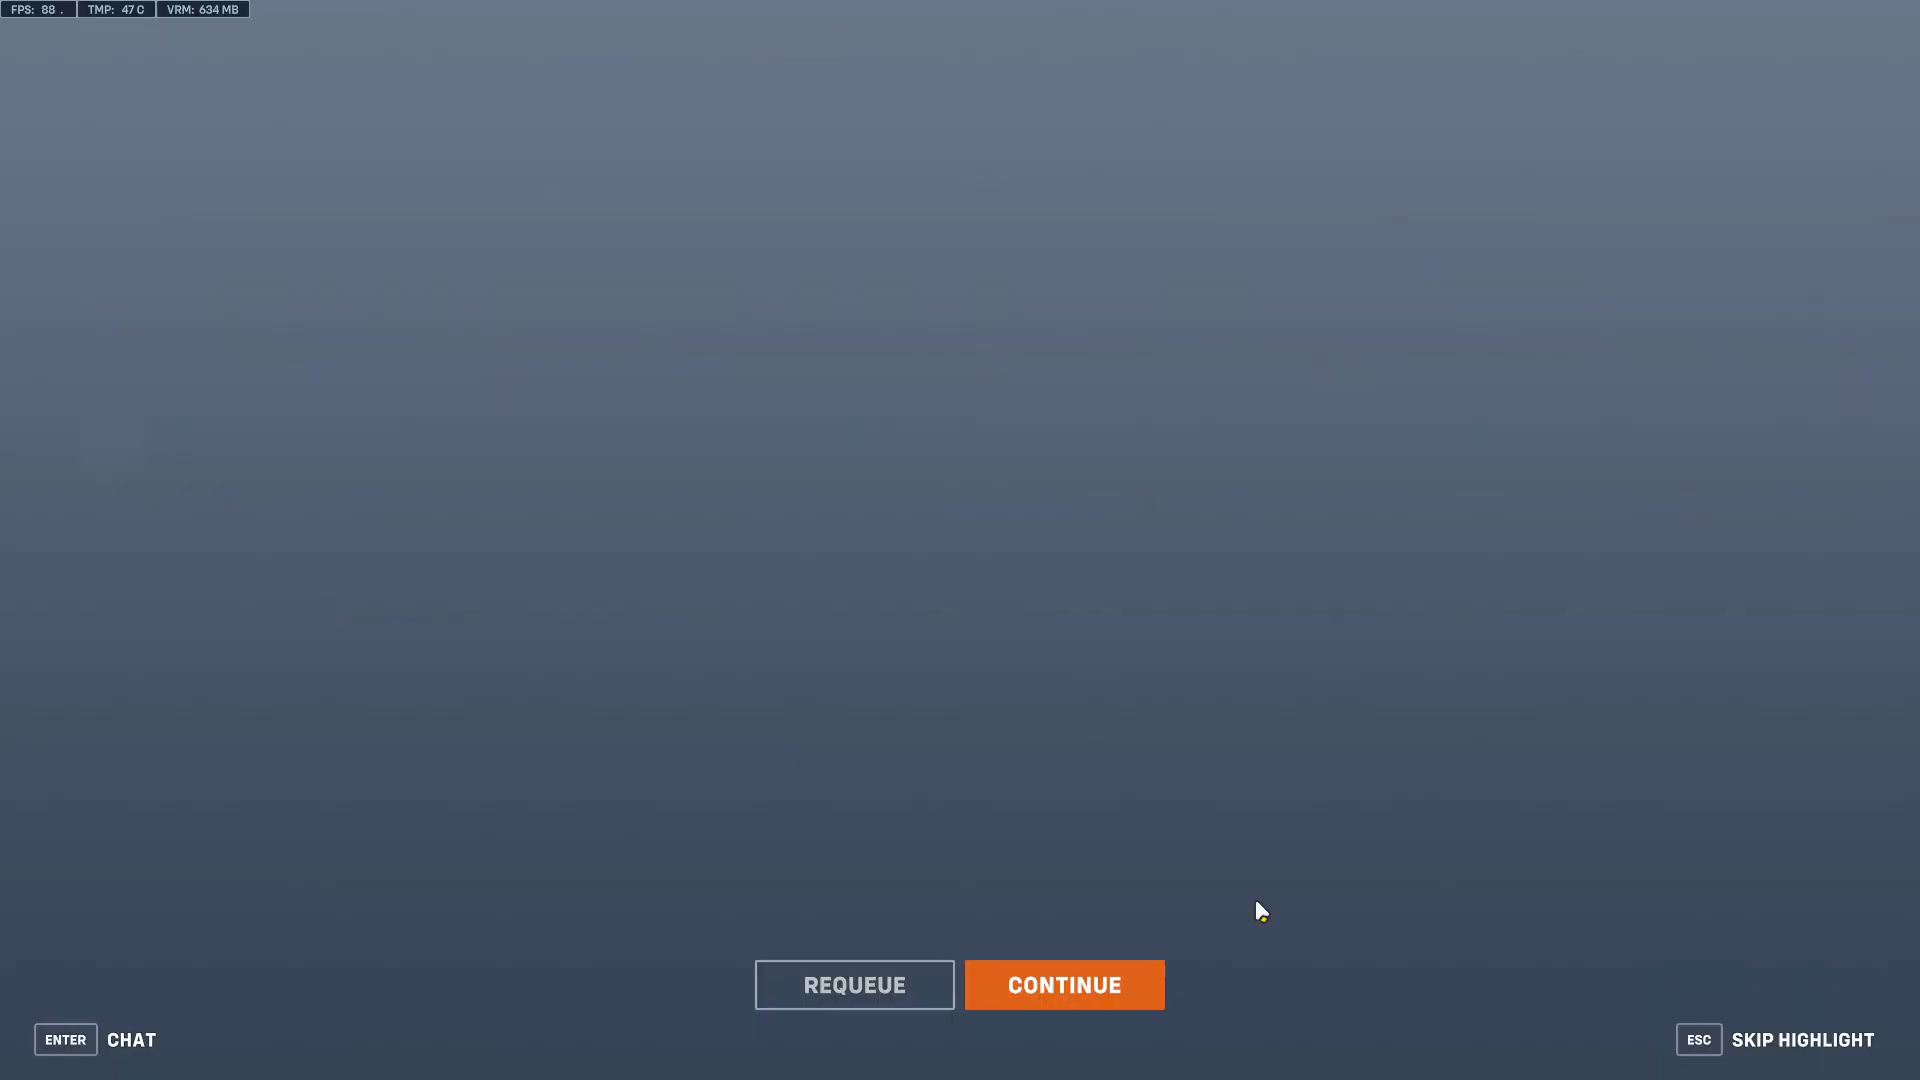 FPS: 88 . TMP: 47 C VRM: 634 MB
REQUEUE CONTINUE
ENTER CHAT ESC SKIP HIGHLIGHT